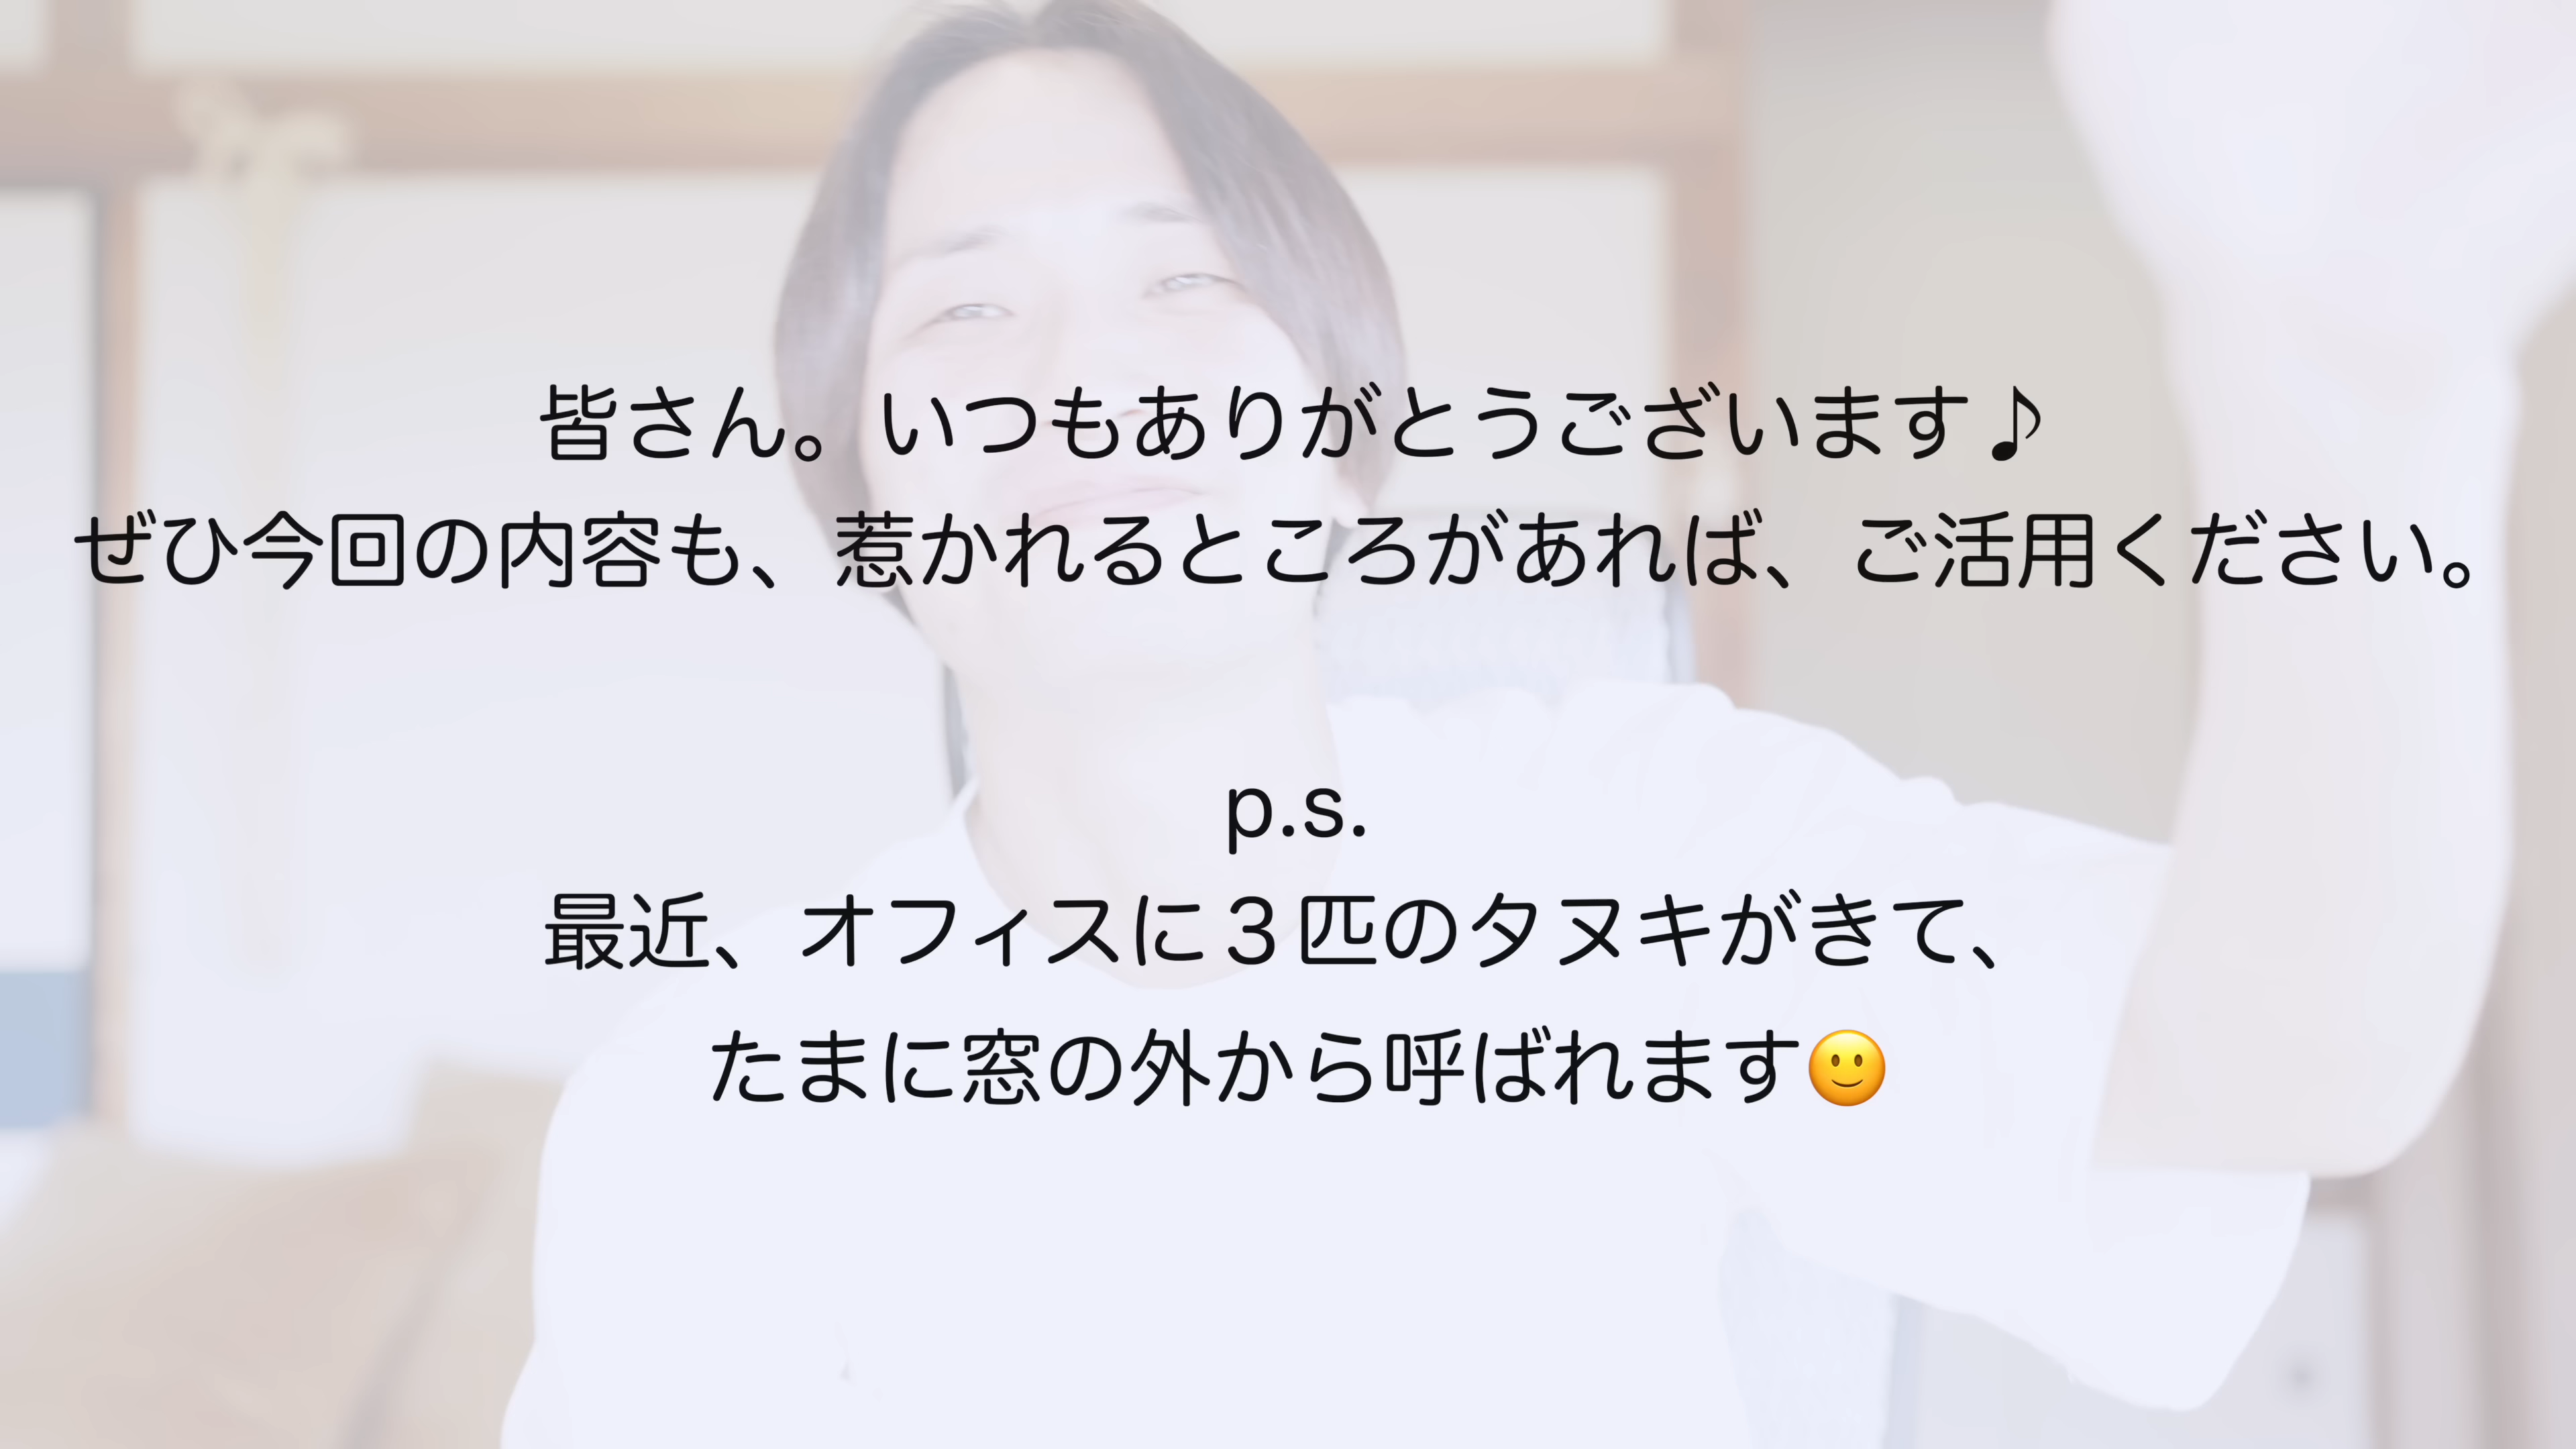 皆さん。いつもありがとうございます♪
ぜひ今回の内容も、惹かれるところがあれば、ご活用ください。
p.s.
最近、オフィスに３匹のタヌキがきて、
たまに窓の外から呼ばれます🙂